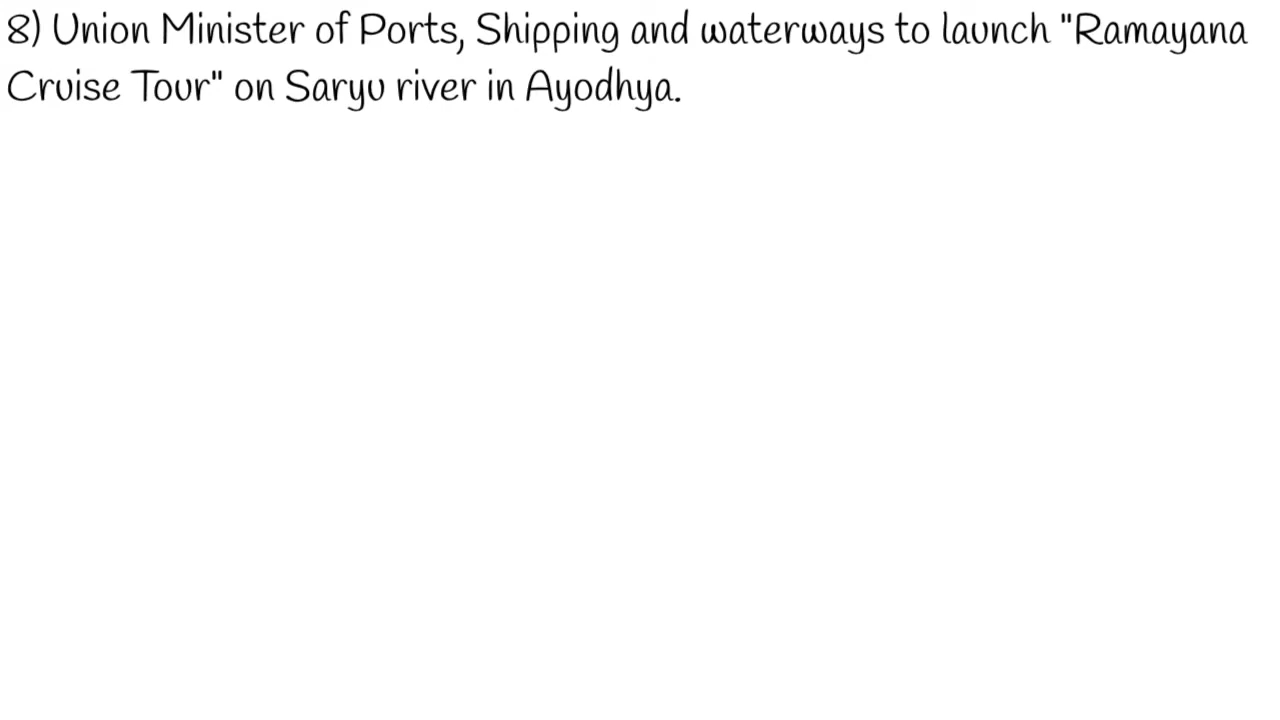 8) Union Minister of Ports, Shipping and waterways to launch "Ramayana
Cruise Tour" on Saryu river in Ayodhya.